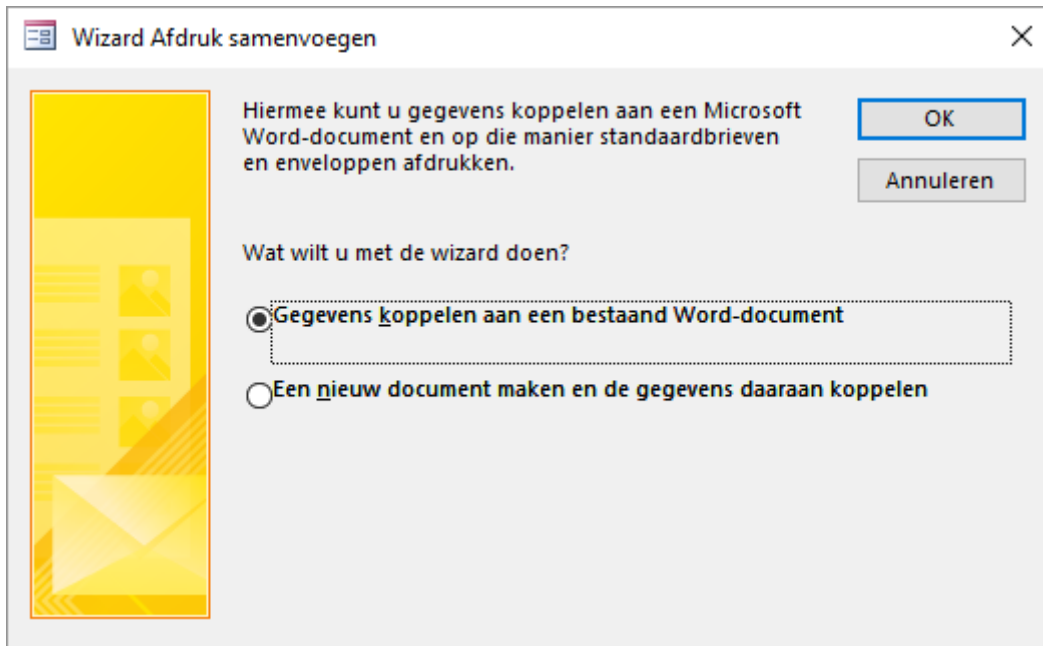 Wizard Afdruk samenvoegen
Hiermee kunt u gegevens koppelen aan een Microsoft
Word-document en op die manier standaardbrieven
en enveloppen afdrukken.
OK
Annuleren
Wat wilt u met de wizard doen?
Gegevens koppelen aan een bestaand Word-document
Een nieuw document maken en de gegevens daaraan koppelen